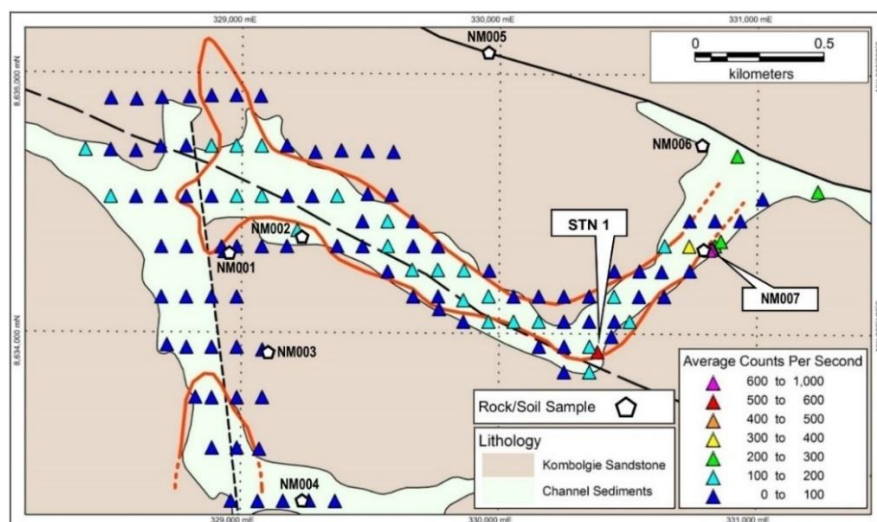 329,000 mE
330,000 mE
331,000 mE
NM005
0 0.5
kilometers
8,635,000 mN
NM006
STN 1
NM002
NM001
NM007
8,634,000 mN
NM003
Average Counts Per Second
600 to 1,000
500 to 600
400 to 500
300 to 400
200 to 300
100 to 200
0 to 100
Rock/Soil Sample
Lithology
Kombolgie Sandstone
Channel Sediments
NM004
329,000 mE
330,000 mE
331,000 mE